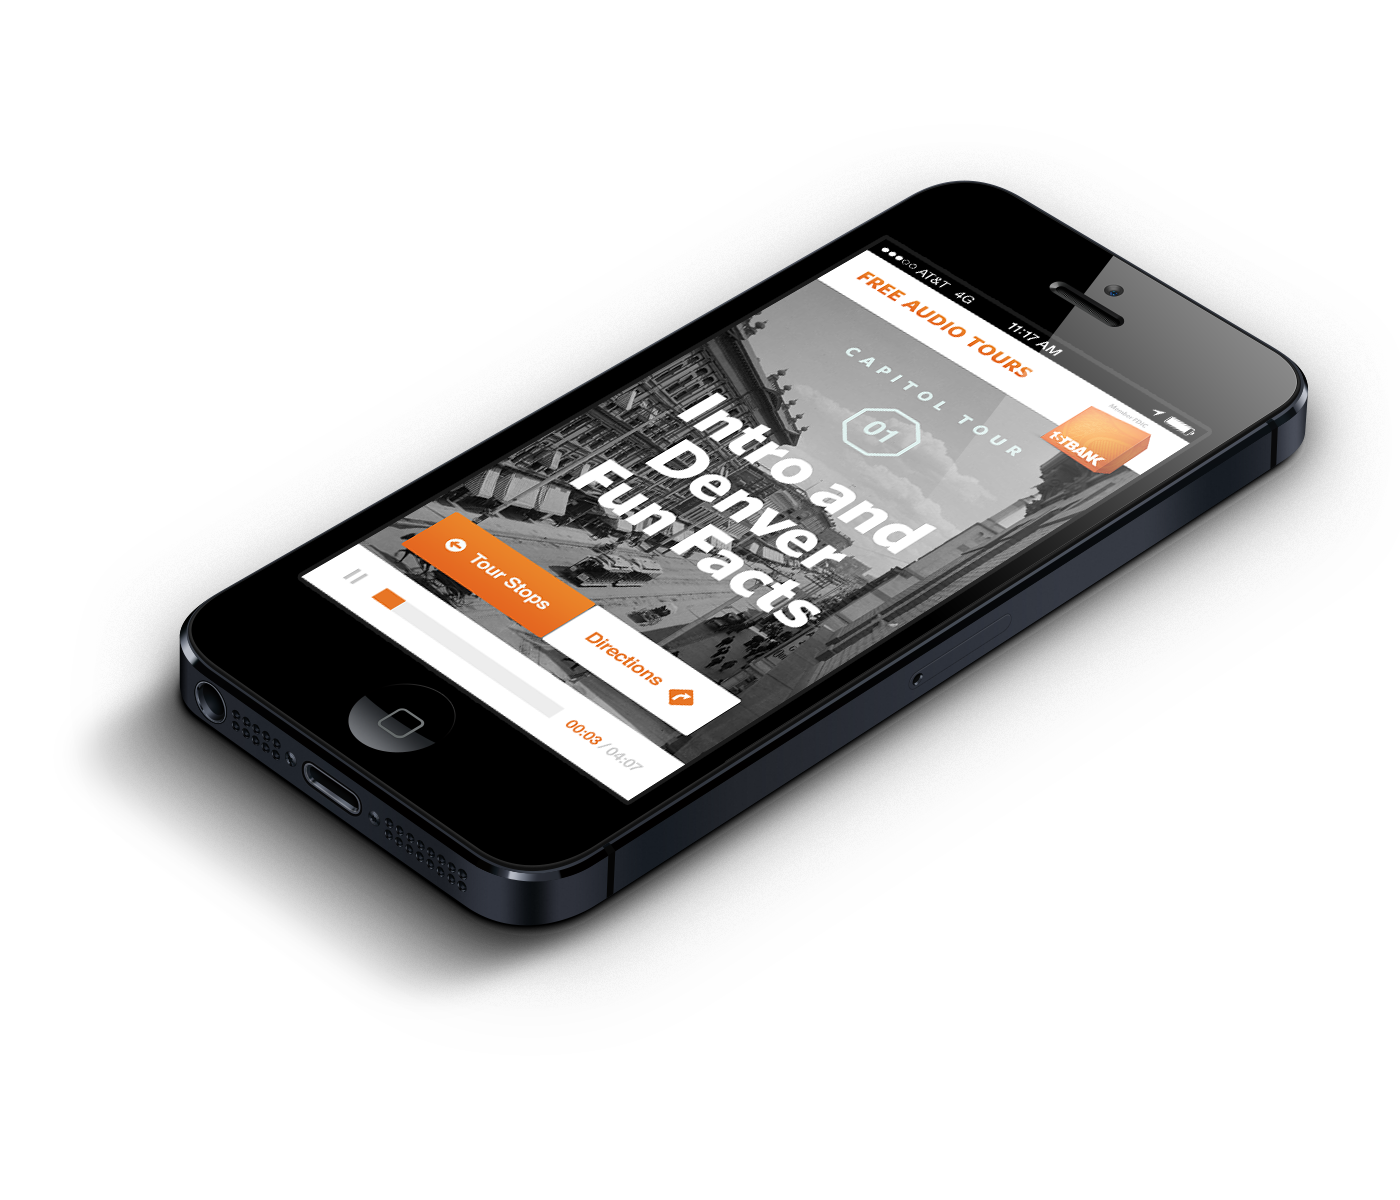 AT&T 4G
11:17 AM
FREE AUDIO TOURS
Member FDIC
1STBANK
CAPITOL TOUR
01
Intro and
Denver
Fun Facts
Tour Stops
Directions
00:03 / 04:07